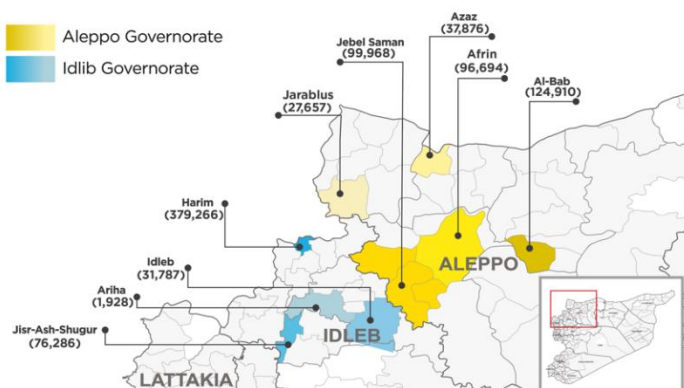 Aleppo Governorate
Idlib Governorate
Azaz
(37,876)
Jebel Saman
(99,968)
Afrin
(96,694)
Al-Bab
(124,910)
Jarablus
(27,657)
Harim
(379,266)
Idleb
(31,787)
Ariha
(1,928)
Jisr-Ash-Shugur
(76,286)
ALEPPO
IDLEB
LATTAKIA